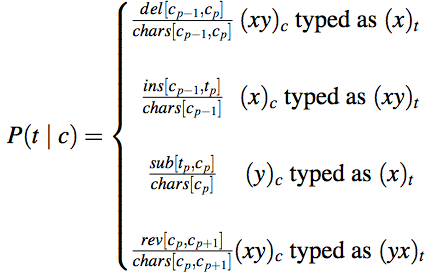 del[c_{p−1},c_p] / chars[c_{p−1},c_p] (xy)_c typed as (x)_t
ins[c_{p−1},t_p] / chars[c_{p−1}] (x)_c typed as (xy)_t
P(t | c) =
sub[t_p,c_p] / chars[c_p] (y)_c typed as (x)_t
rev[c_p,c_{p+1}] / chars[c_p,c_{p+1}] (xy)_c typed as (yx)_t